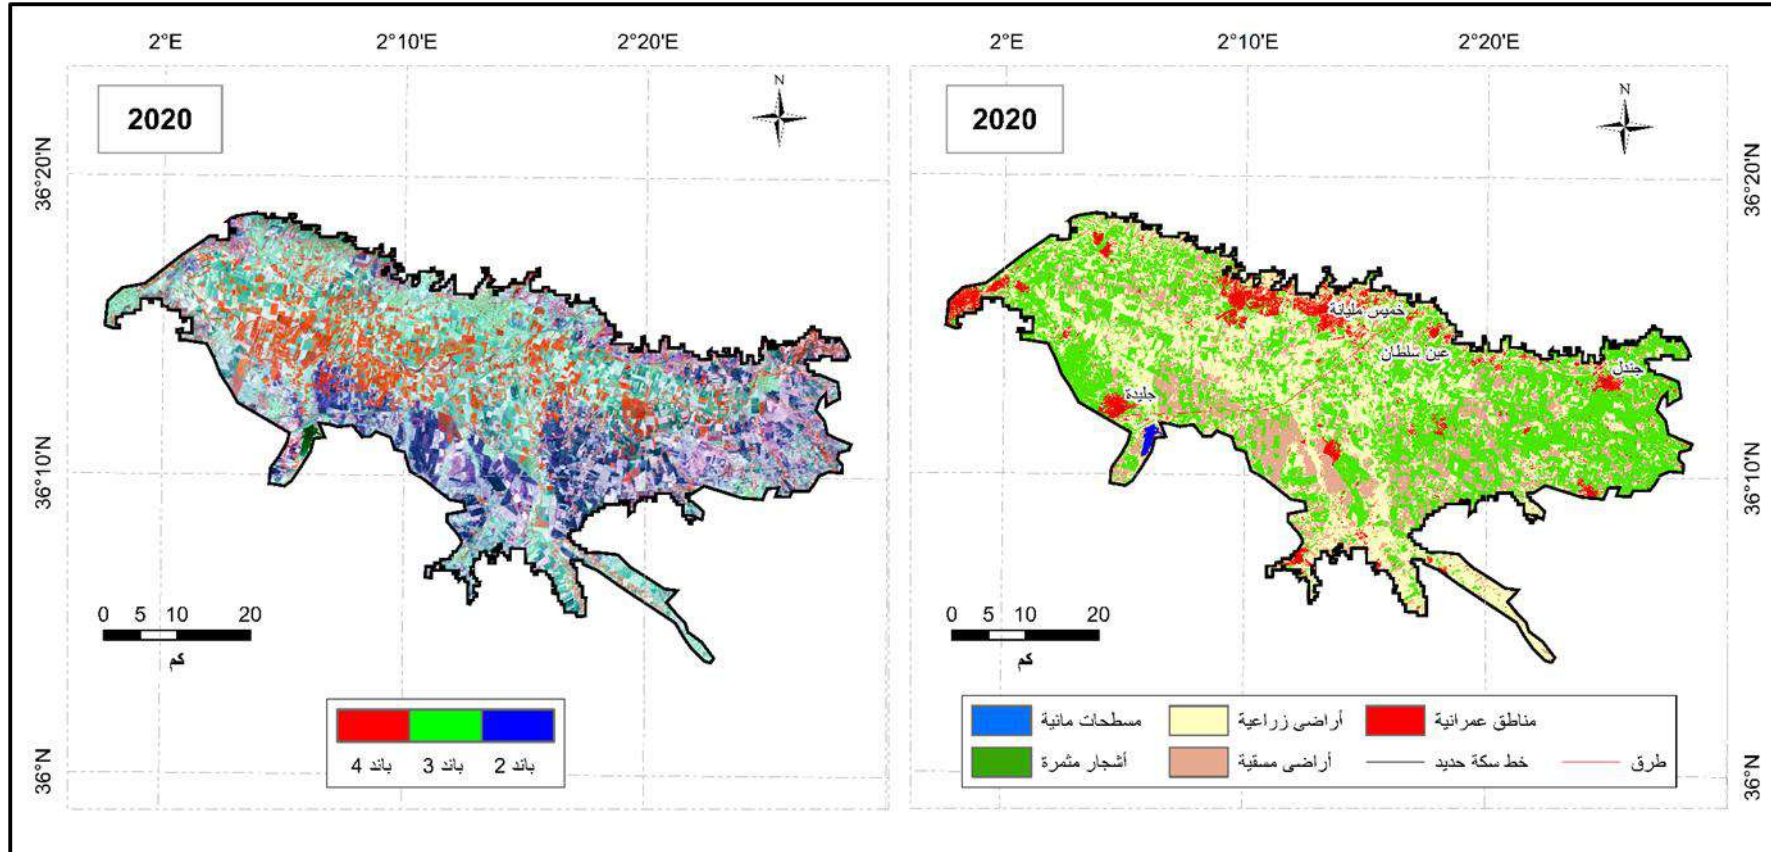 2°E 2°10'E 2°20'E
2020
N
36°20'N
36°10'N
36°N
0 5 10 20
كم
باند 4 باند 3 باند 2
2°E 2°10'E 2°20'E
2020
N
36°20'N
36°10'N
36°N
خميس مليانة
عين سلطان
جندل
جليدة
0 5 10 20
كم
مسطحات مائية أراضى زراعية مناطق عمرانية
أشجار مثمرة أراضى مسقية خط سكة حديد طرق